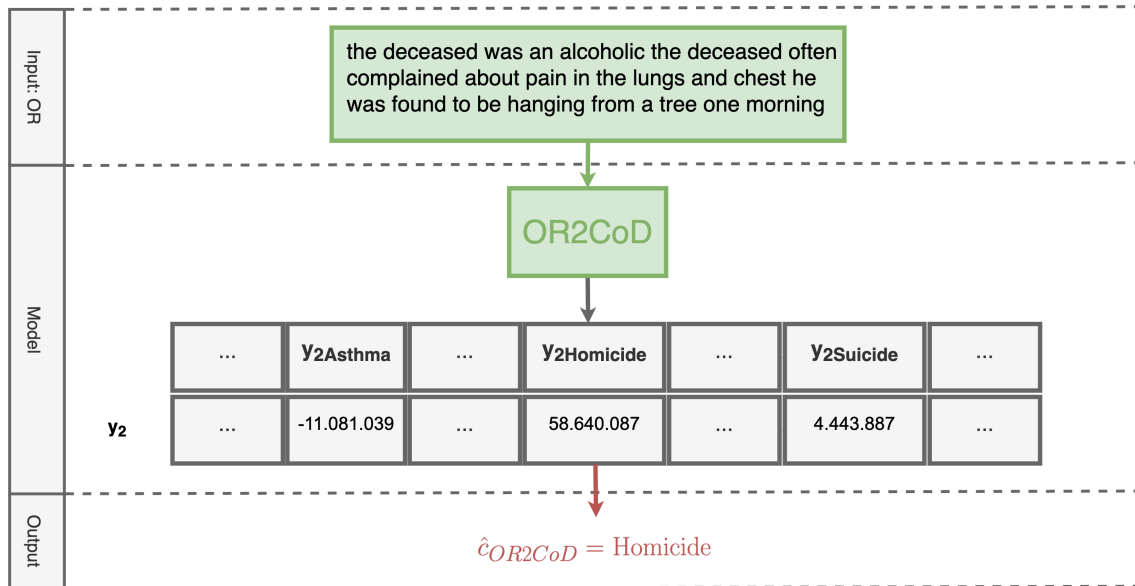 Input: OR
the deceased was an alcoholic the deceased often
complained about pain in the lungs and chest he
was found to be hanging from a tree one morning
Model
OR2CoD
... y2Asthma ... y2Homicide ... y2Suicide ...
y2 ... -11.081.039 ... 58.640.087 ... 4.443.887 ...
Output
ĉOR2CoD = Homicide